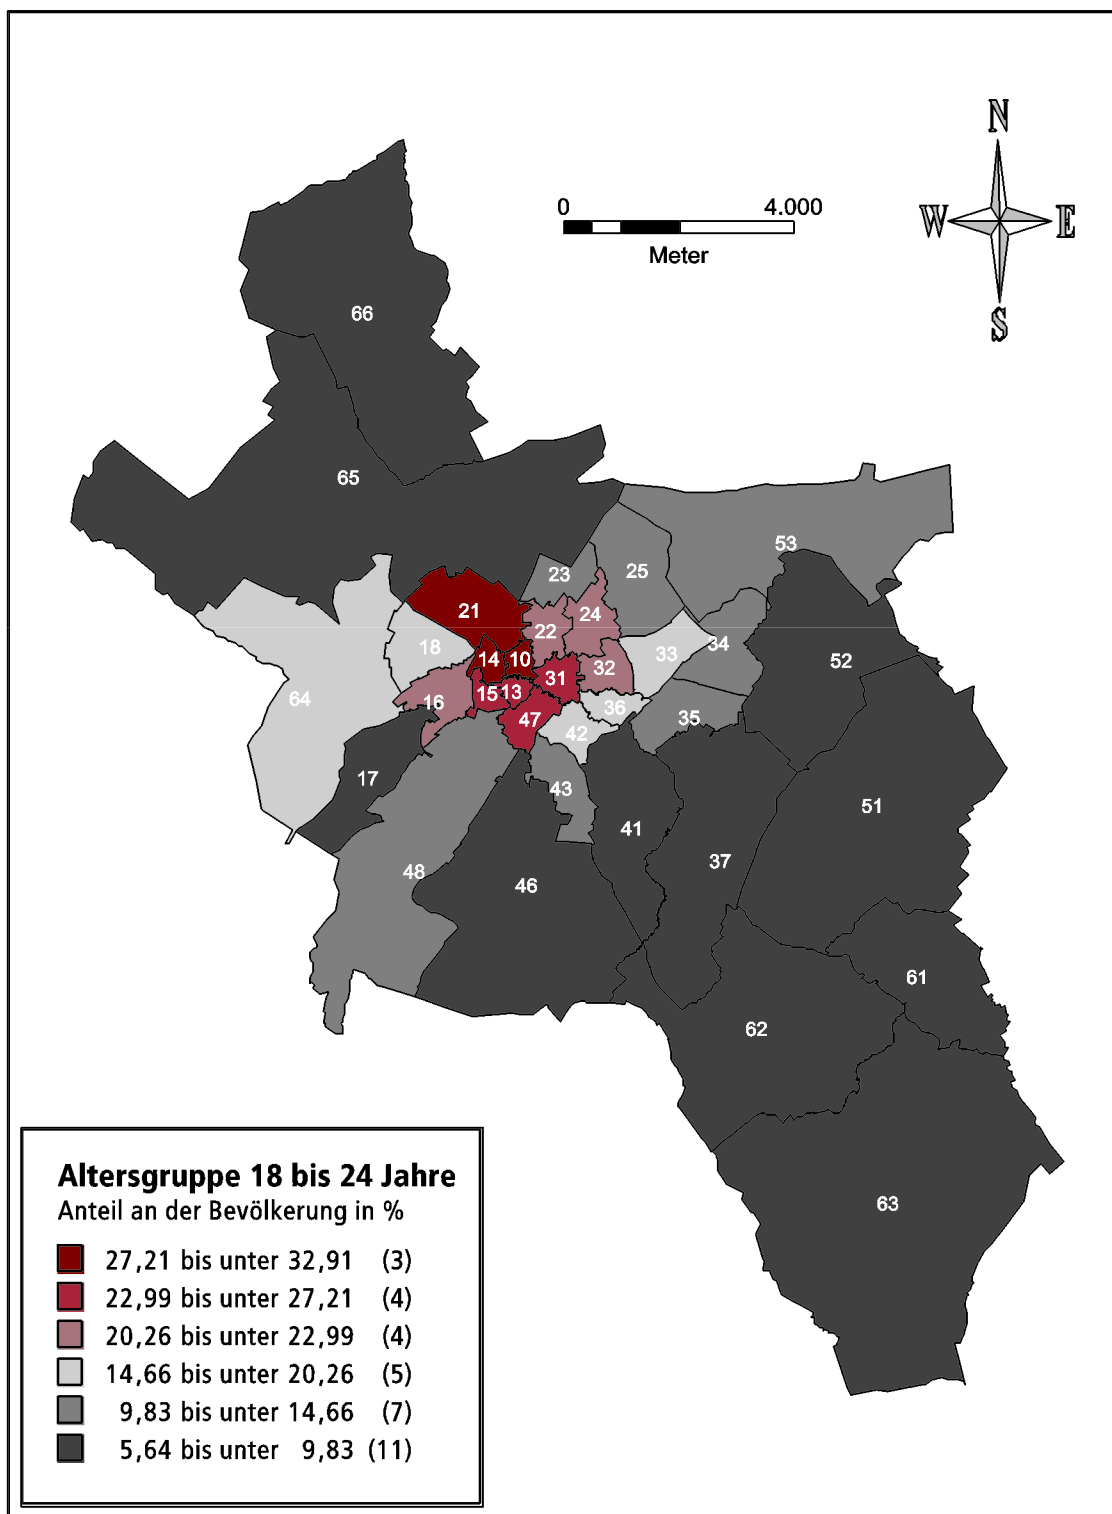 N
0 4.000
W E
Meter
S
66
65
53
23 25
21 24
22
18 34
14 10 33 52
32
31
15 13
64 16 36
47 35
42
17 43
51
41
37
48
46
61
62
63
Altersgruppe 18 bis 24 Jahre
Anteil an der Bevölkerung in %
27,21 bis unter 32,91 (3)
22,99 bis unter 27,21 (4)
20,26 bis unter 22,99 (4)
14,66 bis unter 20,26 (5)
9,83 bis unter 14,66 (7)
5,64 bis unter 9,83 (11)